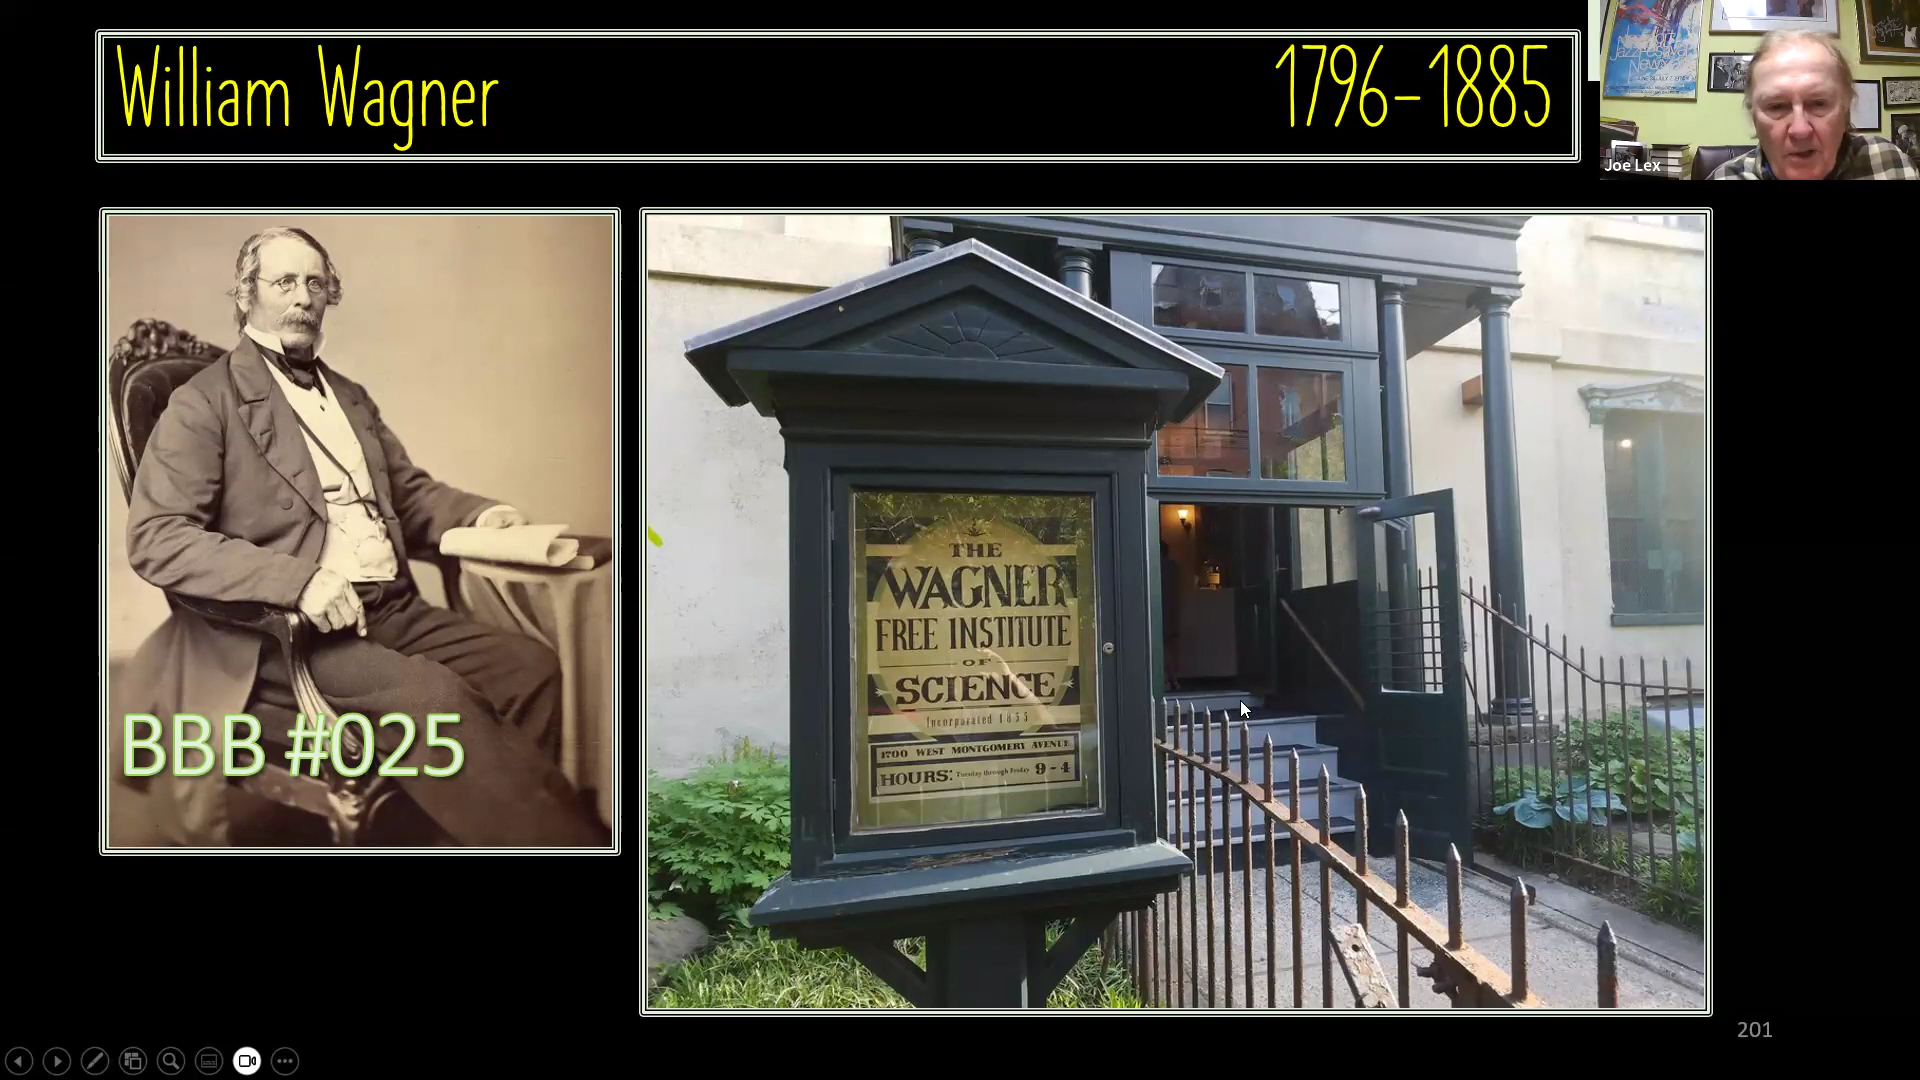 William Wagner
1796-1885
Joe Lex
BBB #025
THE
WAGNER
FREE INSTITUTE
OF
SCIENCE
Incorporated 1855
1700 WEST MONTGOMERY AVENUE
HOURS: Tuesday through Friday 9-4
201